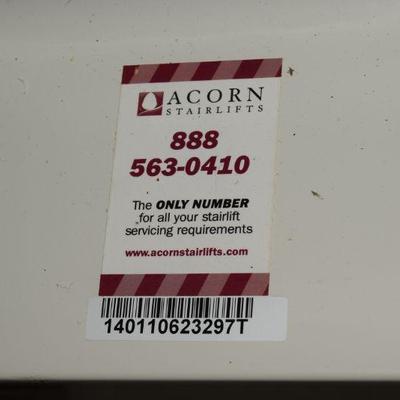 ACORN
STAIRLIFTS
888
563-0410
The ONLY NUMBER
for all your stairlift
servicing requirements
www.acornstairlifts.com
140110623297T